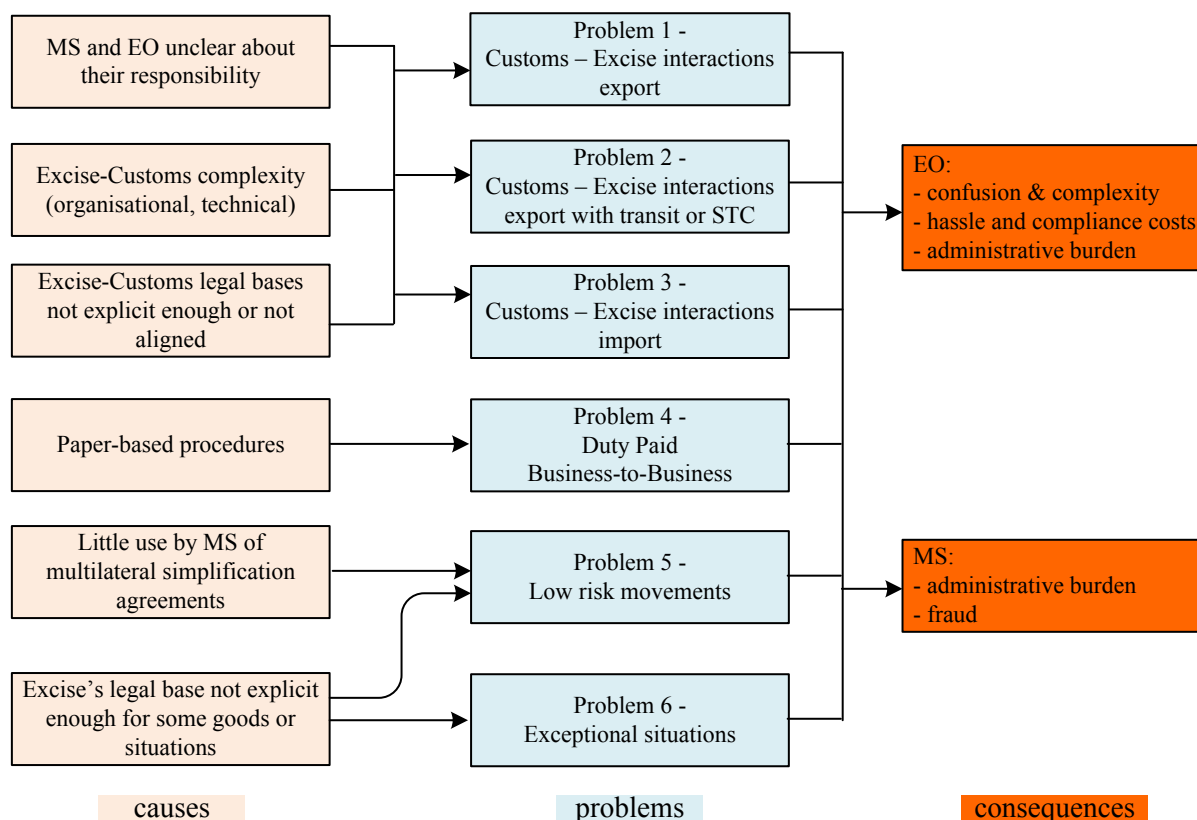 MS and EO unclear about
their responsibility
Excise-Customs complexity
(organisational, technical)
Excise-Customs legal bases
not explicit enough or not
aligned
Paper-based procedures
Little use by MS of
multilateral simplification
agreements
Excise’s legal base not explicit
enough for some goods or
situations
causes
Problem 1 -
Customs – Excise interactions
export
Problem 2 -
Customs – Excise interactions
export with transit or STC
Problem 3 -
Customs – Excise interactions
import
Problem 4 -
Duty Paid
Business-to-Business
Problem 5 -
Low risk movements
Problem 6 -
Exceptional situations
problems
EO:
- confusion & complexity
- hassle and compliance costs
- administrative burden
MS:
- administrative burden
- fraud
consequences